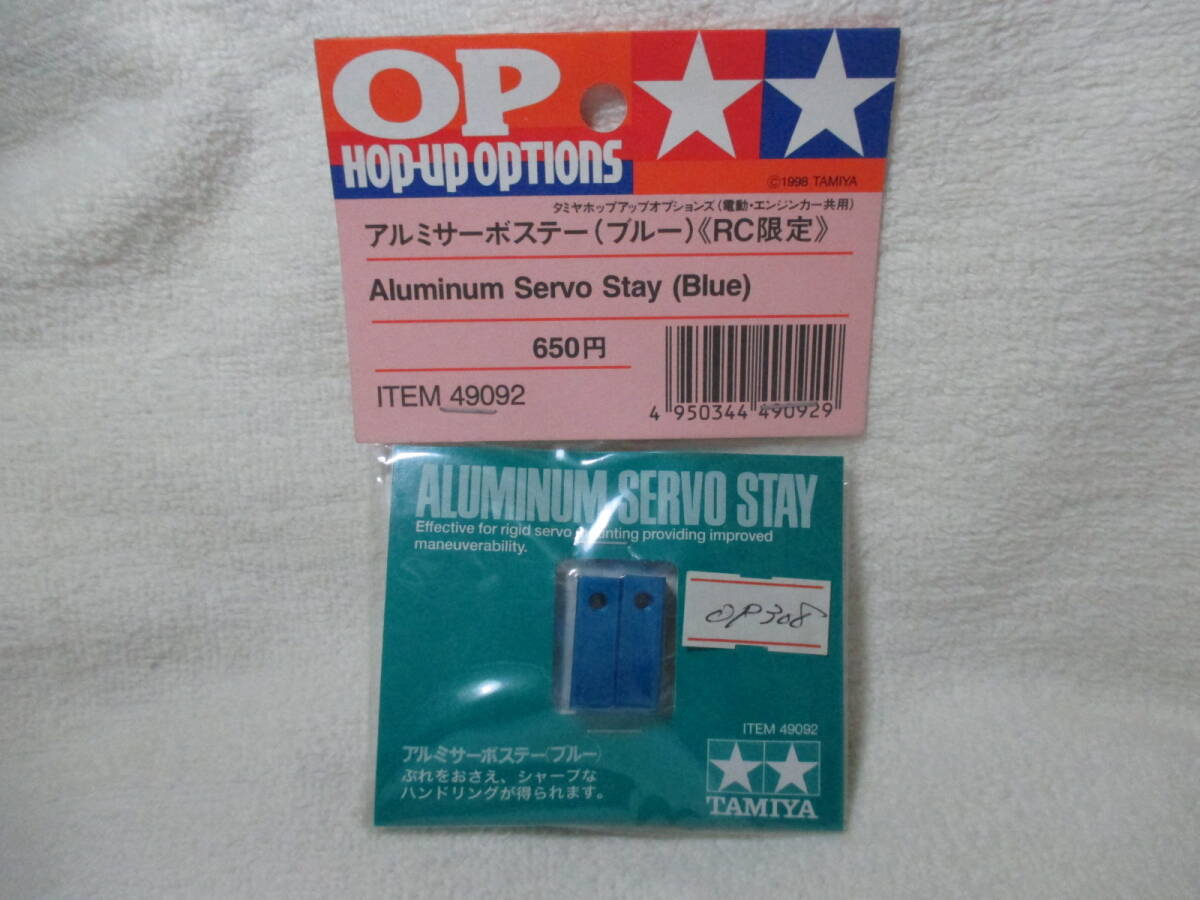 OP
HOP-UP OPTIONS
©1998 TAMIYA
タミヤホップアップオプションズ(電動・エンジンカー共用)
アルミサーボステー(ブルー)《RC限定》
Aluminum Servo Stay (Blue)
650円
ITEM 49092
4 950344 490929
ALUMINUM SERVO STAY
Effective for rigid servo mounting providing improved
maneuverability.
OP308
ITEM 49092
アルミサーボステー(ブルー)
ぶれをおさえ、シャープな
ハンドリングが得られます。
TAMIYA